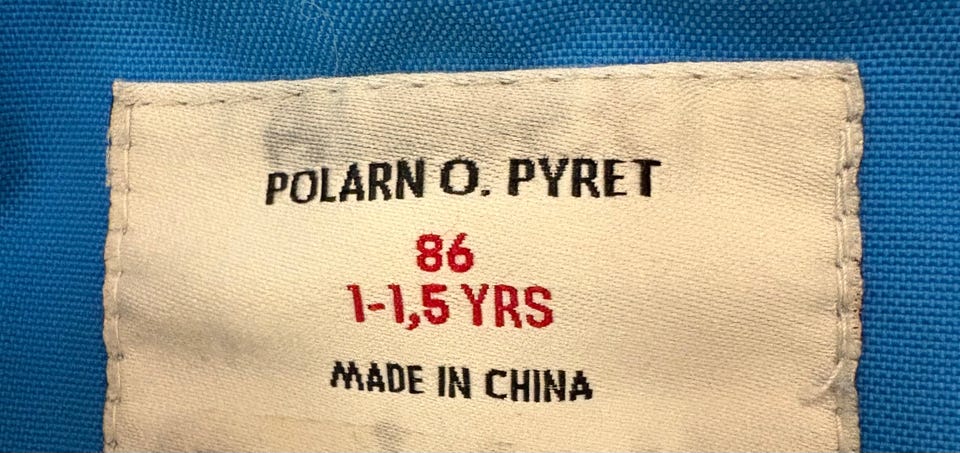 POLARN O. PYRET
86
1-1,5 YRS
MADE IN CHINA